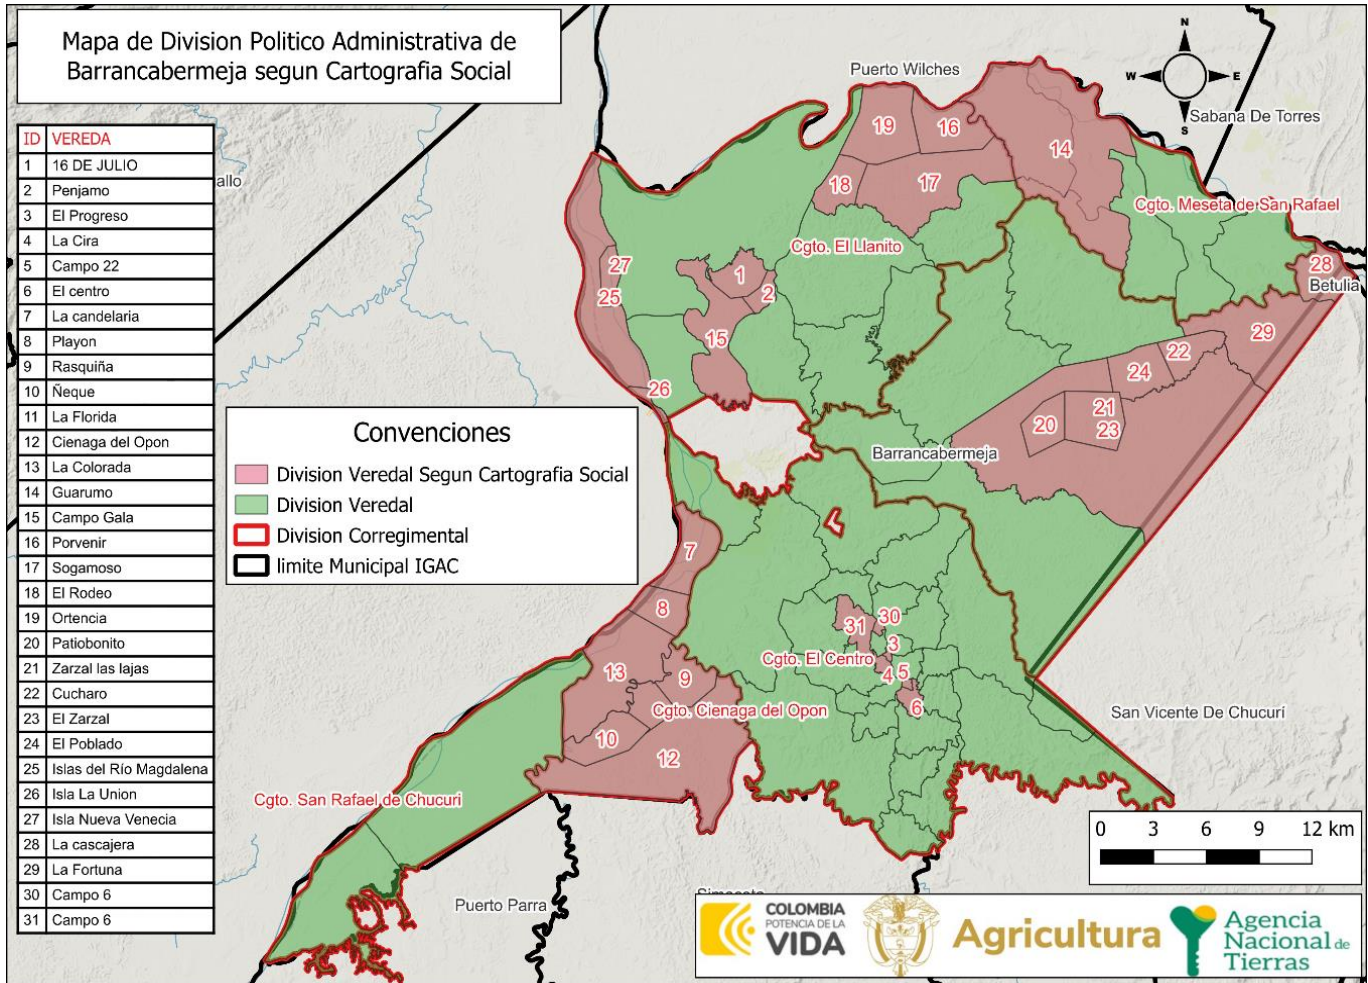 Mapa de Division Politico Administrativa de
Barrancabermeja segun Cartografia Social
ID VEREDA
1 16 DE JULIO
2 Penjamo
3 El Progreso
4 La Cira
5 Campo 22
6 El centro
7 La candelaria
8 Playon
9 Rasquiña
10 Ñeque
11 La Florida
12 Cienaga del Opon
13 La Colorada
14 Guarumo
15 Campo Gala
16 Porvenir
17 Sogamoso
18 El Rodeo
19 Ortencia
20 Patiobonito
21 Zarzal las lajas
22 Cucharo
23 El Zarzal
24 El Poblado
25 Islas del Río Magdalena
26 Isla La Union
27 Isla Nueva Venecia
28 La cascajera
29 La Fortuna
30 Campo 6
31 Campo 6
allo
Convenciones
Division Veredal Segun Cartografia Social
Division Veredal
Division Corregimental
limite Municipal IGAC
N
W E
S
Puerto Wilches
Sabana De Torres
19
16
14
18
17
Cgto. Meseta de San Rafael
Cgto. El Llanito
27
1
28
25
2
Betulia
15
29
22
24
26
21
20
23
Barrancabermeja
7
8
30
31
3
Cgto. El Centro
5
4
13
9
6
Cgto. Cienaga del Opon
San Vicente De Chucurí
10
12
Cgto. San Rafael de Chucurí
Puerto Parra
0 3 6 9 12 km
COLOMBIA
POTENCIA DE LA
VIDA
Agricultura
Agencia
Nacional de
Tierras